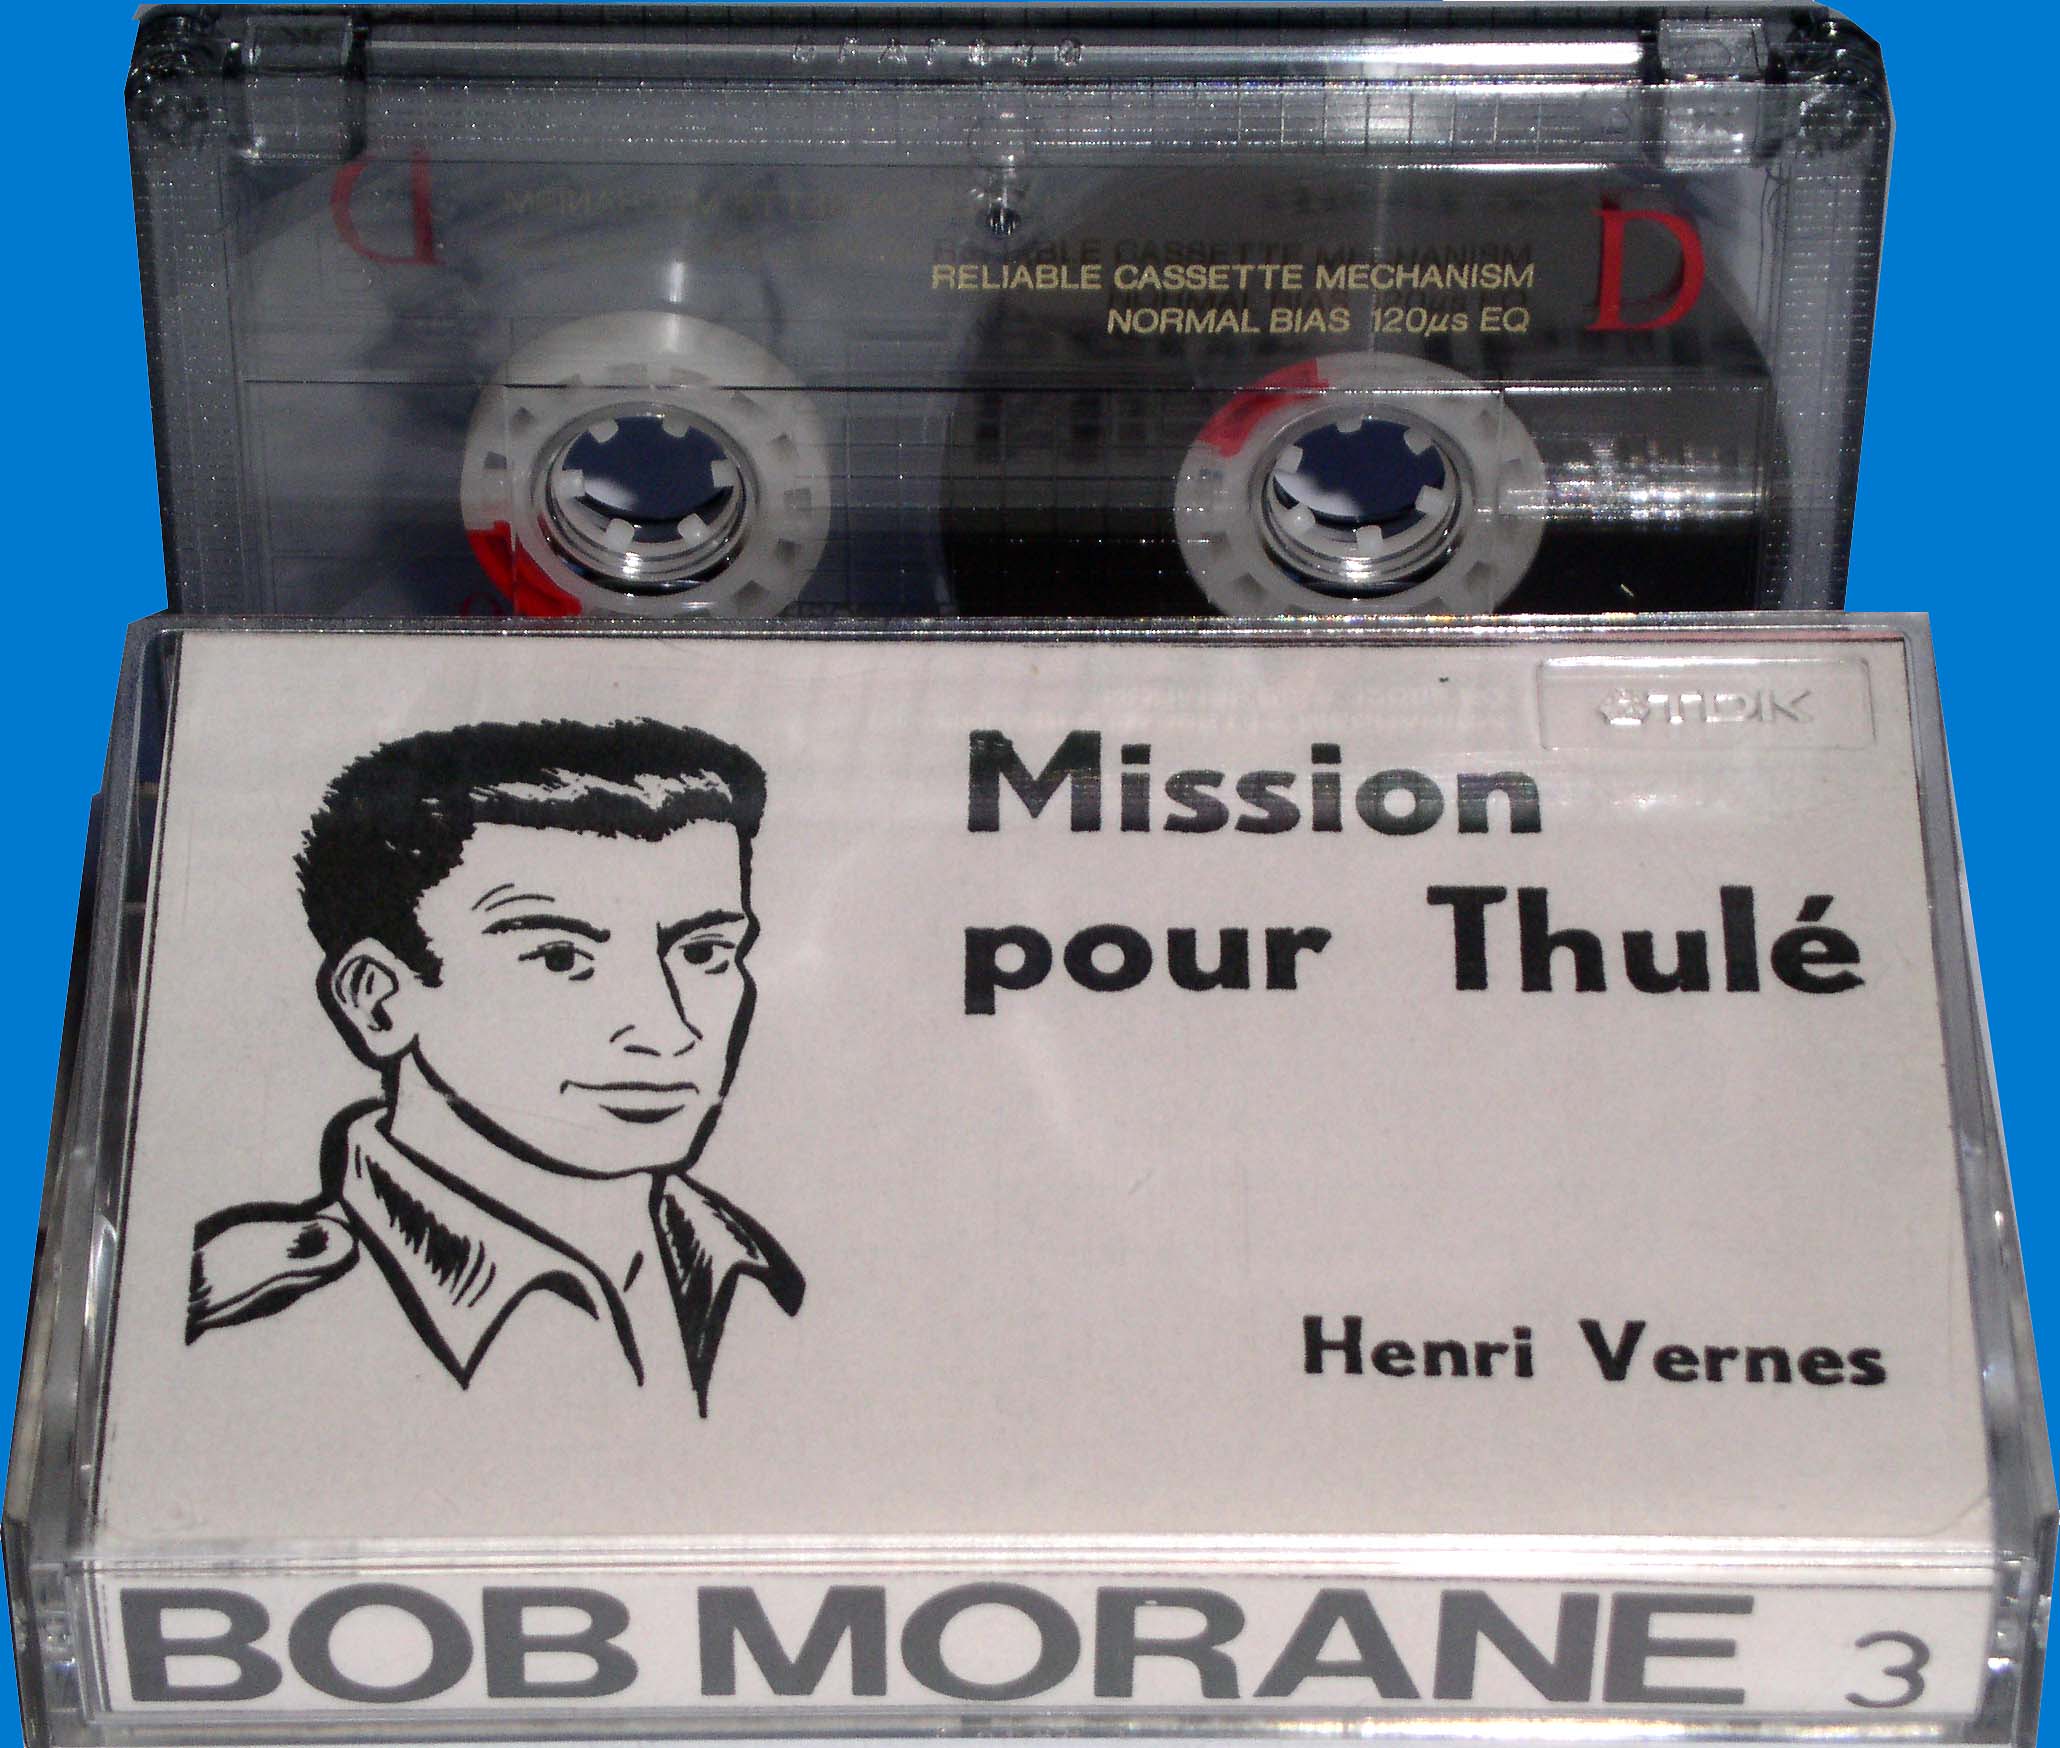 D
RELIABLE CASSETTE MECHANISM
NORMAL BIAS 120µs EQ
TDK
Mission
pour Thulé
Henri Vernes
BOB MORANE 3